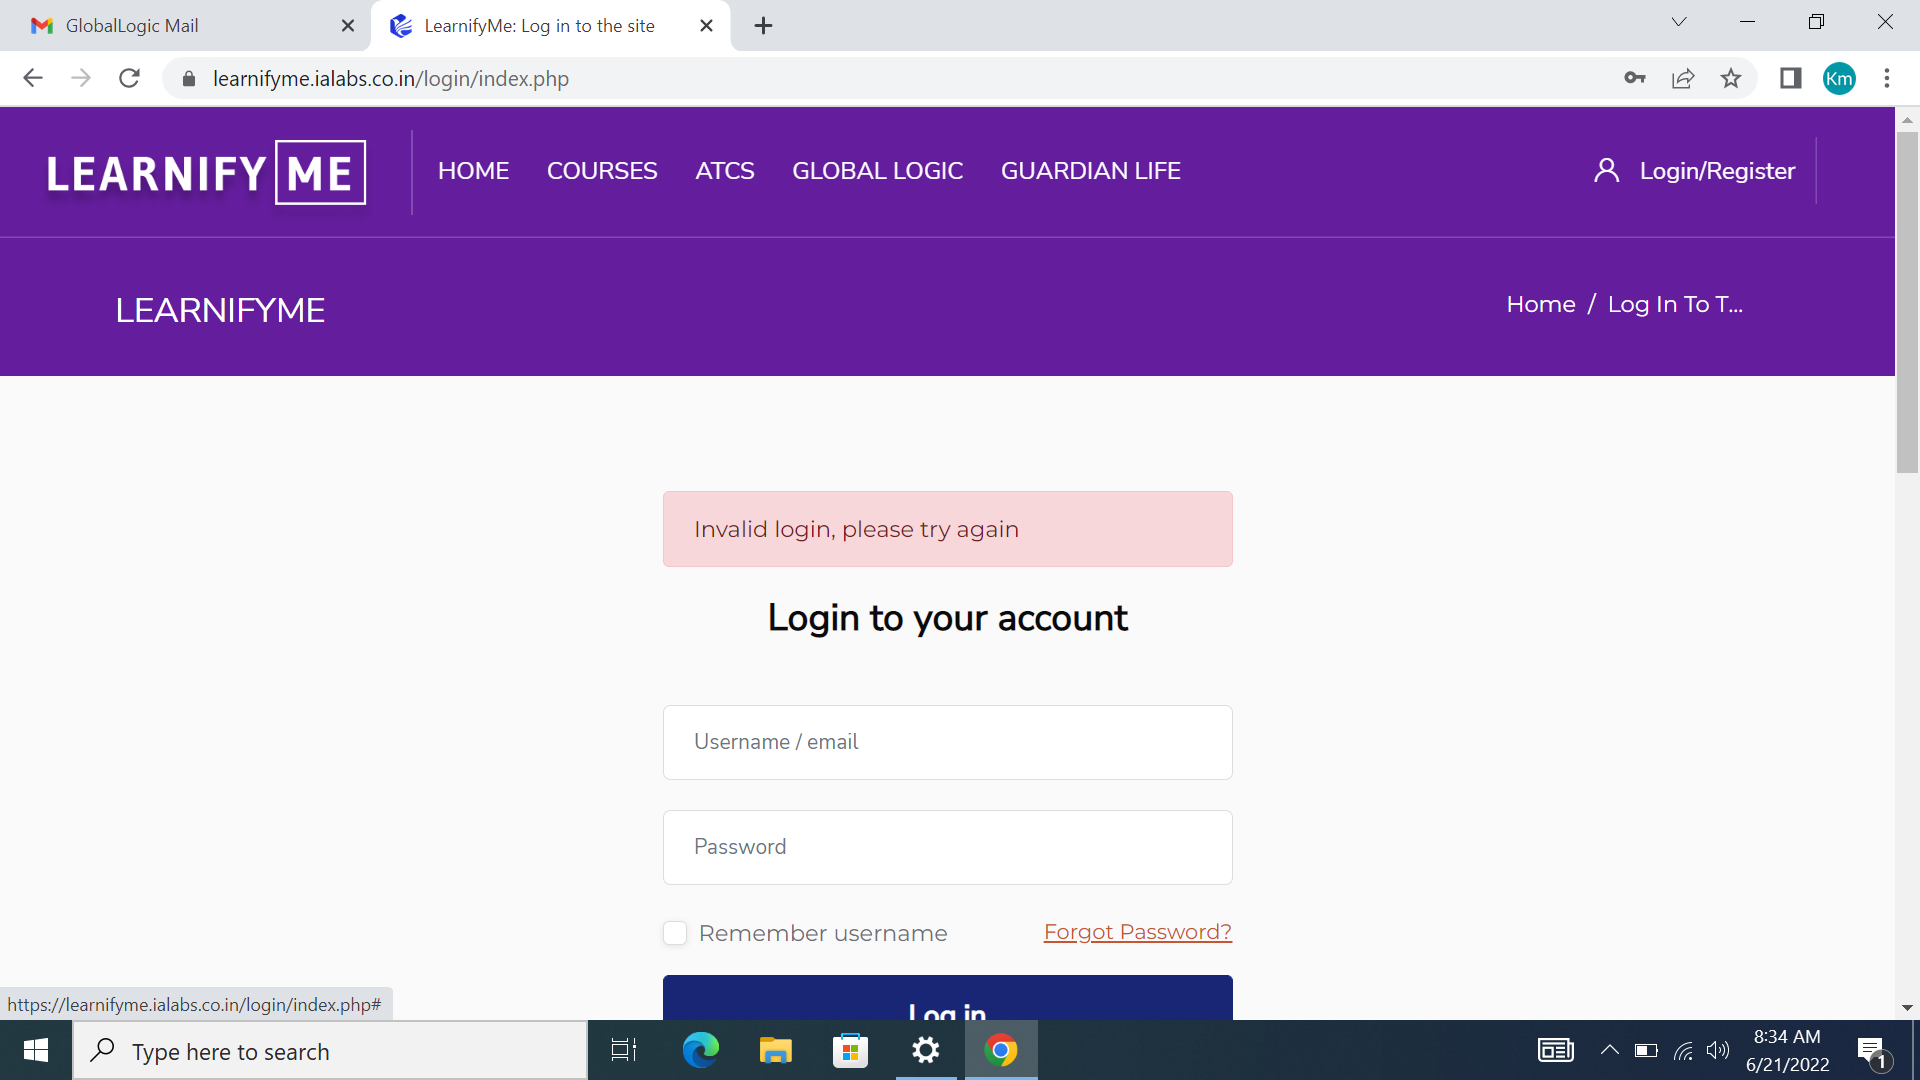 GlobalLogic Mail
LearnifyMe: Log in to the site
learnifyme.ialabs.co.in/login/index.php
Km
LEARNIFY ME
HOME COURSES ATCS GLOBAL LOGIC GUARDIAN LIFE
Login/Register
LEARNIFYME
Home / Log In To T...
Invalid login, please try again
Login to your account
Username / email
Password
Remember username
Forgot Password?
Log in
https://learnifyme.ialabs.co.in/login/index.php#
Type here to search
8:34 AM
6/21/2022
1